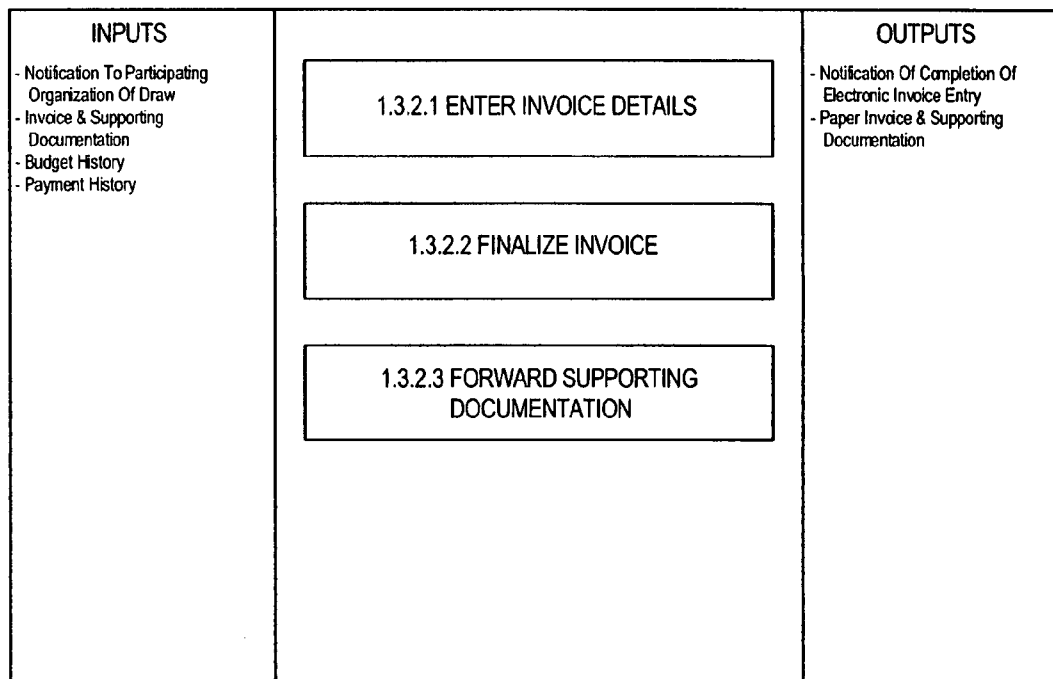 INPUTS
- Notification To Participating
Organization Of Draw
- Invoice & Supporting
Documentation
- Budget History
- Payment History
1.3.2.1 ENTER INVOICE DETAILS
1.3.2.2 FINALIZE INVOICE
1.3.2.3 FORWARD SUPPORTING
DOCUMENTATION
OUTPUTS
- Notification Of Completion Of
Electronic Invoice Entry
- Paper Invoice & Supporting
Documentation